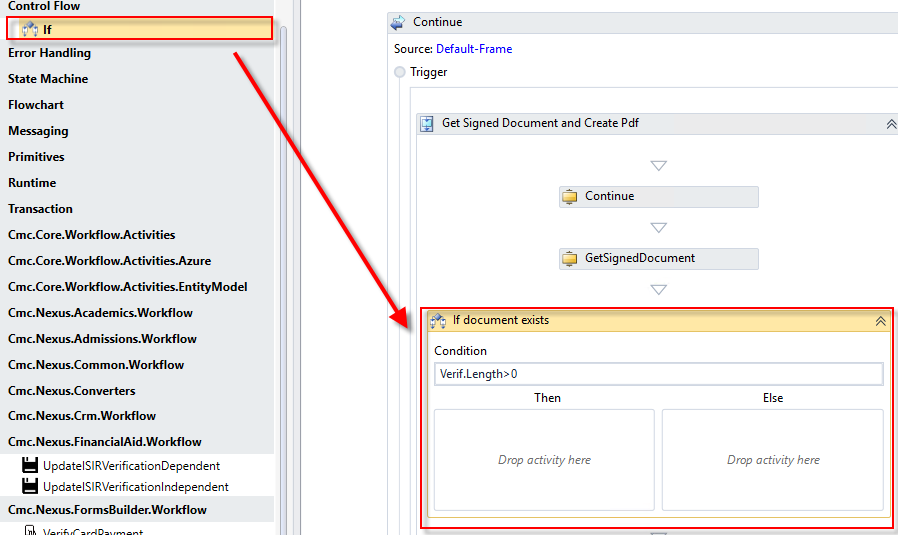 Control Flow
If
Error Handling
State Machine
Flowchart
Messaging
Primitives
Runtime
Transaction
Cmc.Core.Workflow.Activities
Cmc.Core.Workflow.Activities.Azure
Cmc.Core.Workflow.Activities.EntityModel
Cmc.Nexus.Academics.Workflow
Cmc.Nexus.Admissions.Workflow
Cmc.Nexus.Common.Workflow
Cmc.Nexus.Converters
Cmc.Nexus.Crm.Workflow
Cmc.Nexus.FinancialAid.Workflow
UpdateISIRVerificationDependent
UpdateISIRVerificationIndependent
Cmc.Nexus.FormsBuilder.Workflow
VerifyCardPayment
Continue
Source: Default-Frame
Trigger
Get Signed Document and Create Pdf
Continue
GetSignedDocument
If document exists
Condition
Verif.Length>0
Then Else
Drop activity here Drop activity here